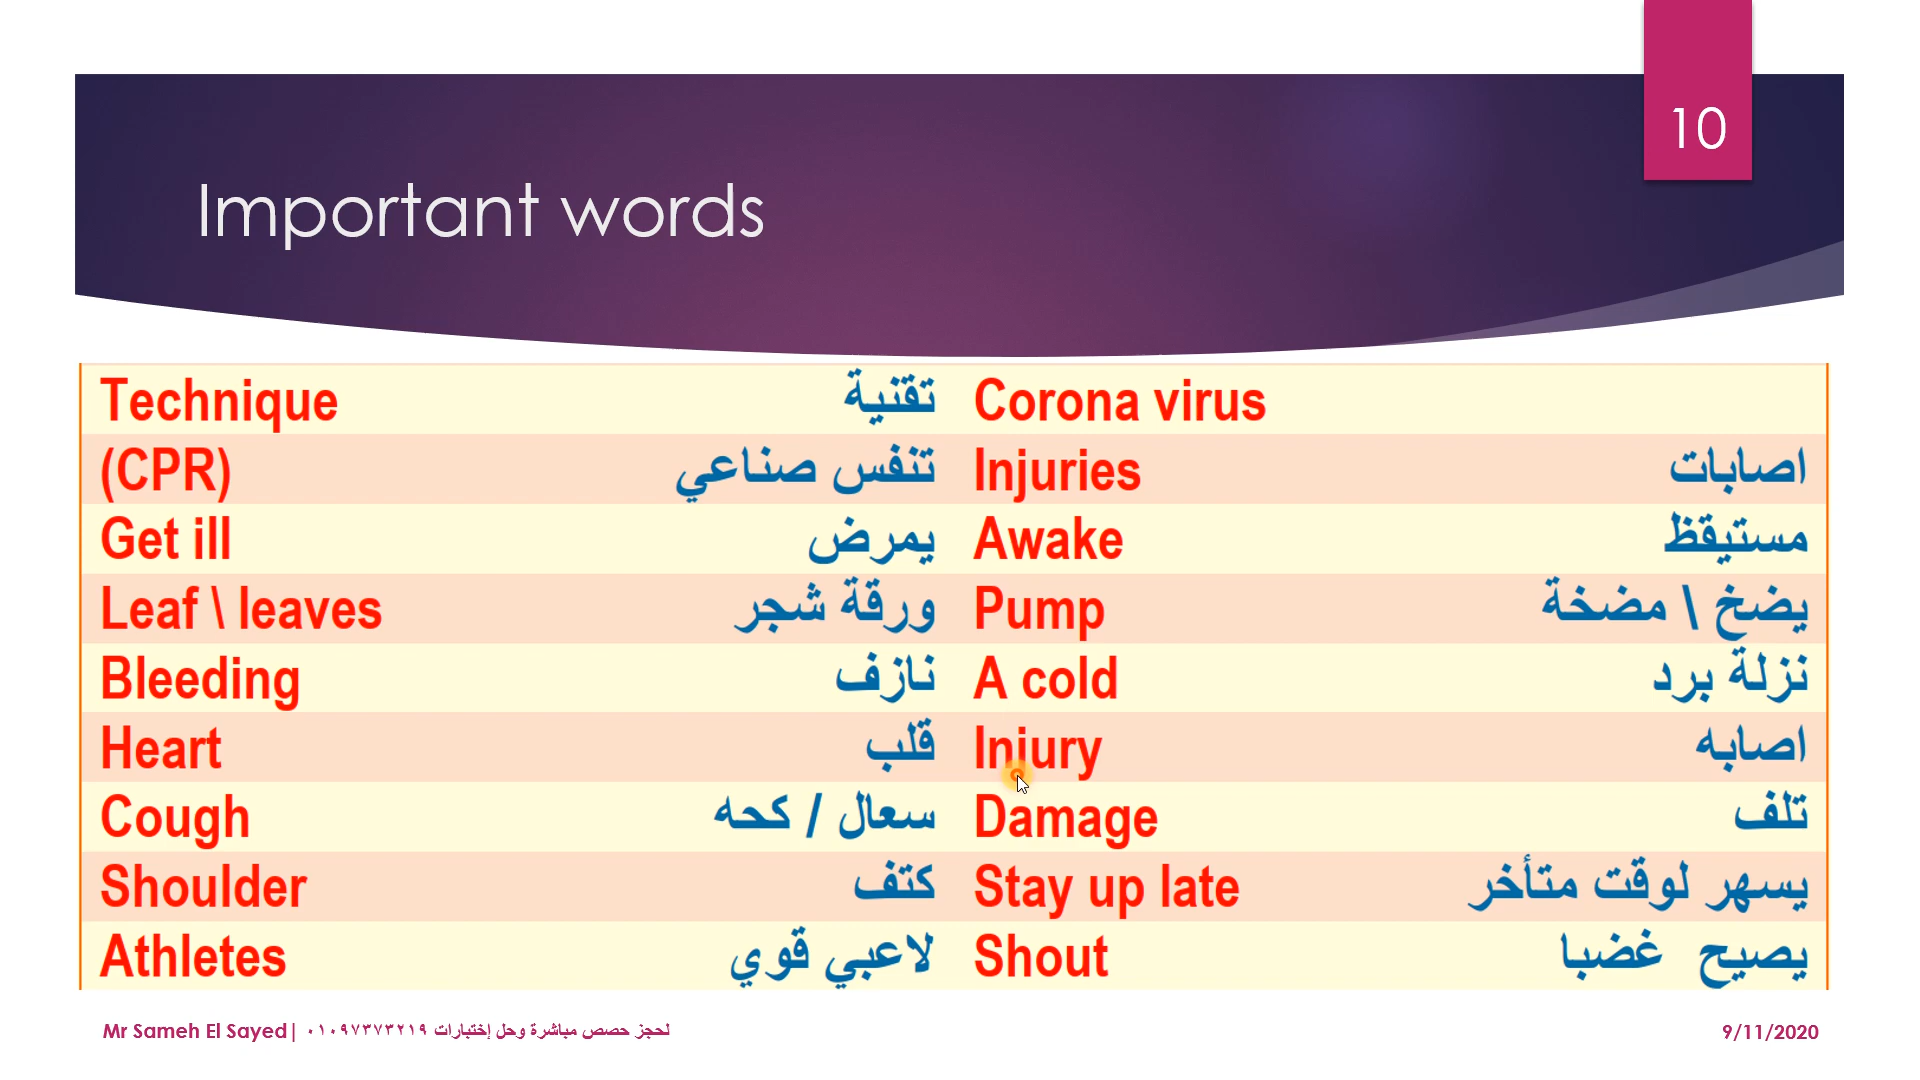 10
Important words
Technique تقنية Corona virus
(CPR) تنفس صناعي Injuries اصابات
Get ill يمرض Awake مستيقظ
Leaf \ leaves ورقة شجر Pump يضخ \ مضخة
Bleeding نازف A cold نزلة برد
Heart قلب Injury اصابه
Cough سعال / كحه Damage تلف
Shoulder كتف Stay up late يسهر لوقت متأخر
Athletes لاعبي قوي Shout يصيح غضبا
Mr Sameh El Sayed| لحجز حصص مباشرة وحل إختبارات ٠١٠٩٧٣٧٣٢١٩
9/11/2020